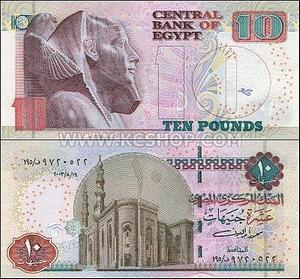 10
CENTRAL
BANK OF
EGYPT
10
10
TEN POUNDS
WWW.KCSHOP.COM
١٩٥/ف ٩٧٢٠٥٢٢
١٠
٢٠٠٣/٨/١٩
البنك المركزي المصري
عشرة جنيهات
المحافظ
١٠
١٩٥/ف ٩٧٢٠٥٢٢